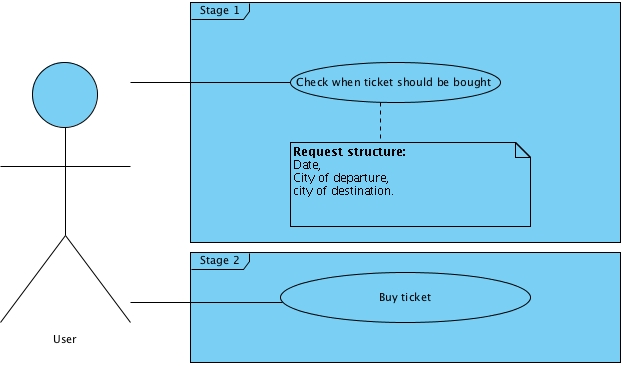 Stage 1
Check when ticket should be bought
Request structure:
Date,
City of departure,
city of destination.
Stage 2
Buy ticket
User